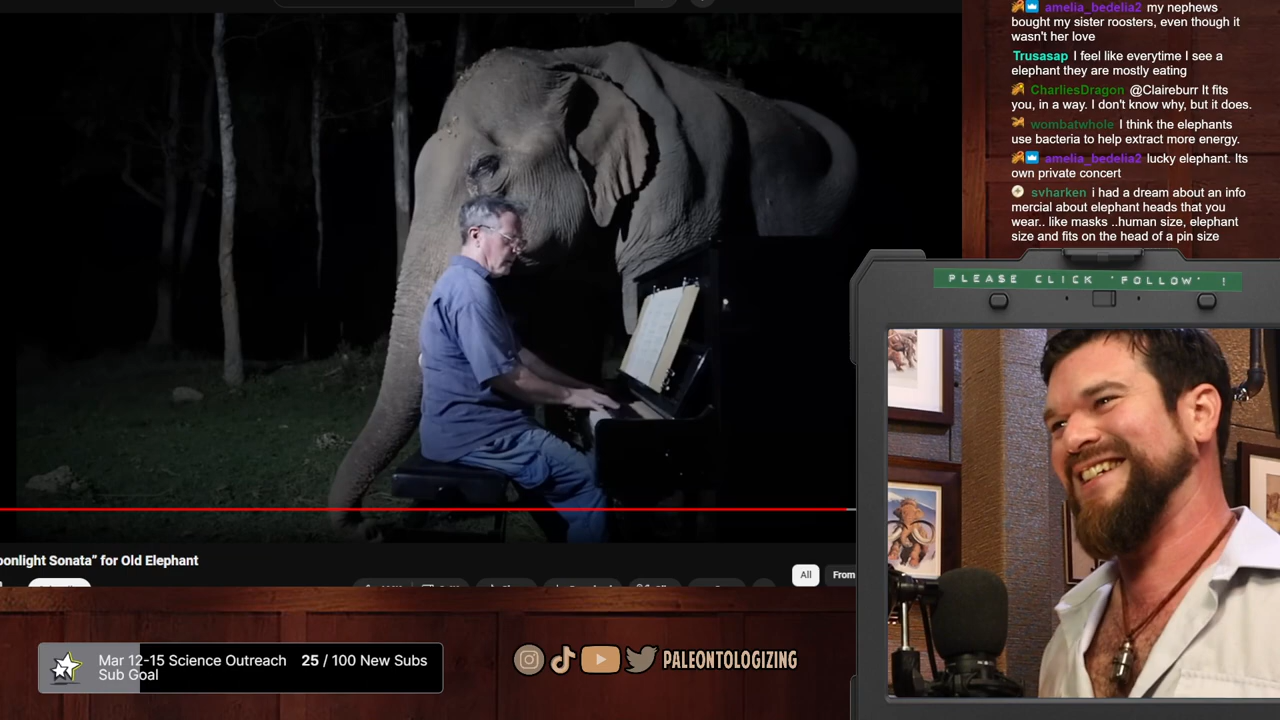 amelia_bedelia2 my nephews
bought my sister roosters, even though it
wasn't her love
Trusasap I feel like everytime I see a
elephant they are mostly eating
CharliesDragon @Claireburr It fits
you, in a way. I don't know why, but it does.
wombatwhole I think the elephants
use bacteria to help extract more energy.
amelia_bedelia2 lucky elephant. Its
own private concert
svharken i had a dream about an info
mercial about elephant heads that you
wear.. like masks ..human size, elephant
size and fits on the head of a pin size
PLEASE CLICK 'FOLLOW' !
oonlight Sonata” for Old Elephant
All
From
Mar 12-15 Science Outreach
Sub Goal
25 / 100 New Subs
PALEONTOLOGIZING